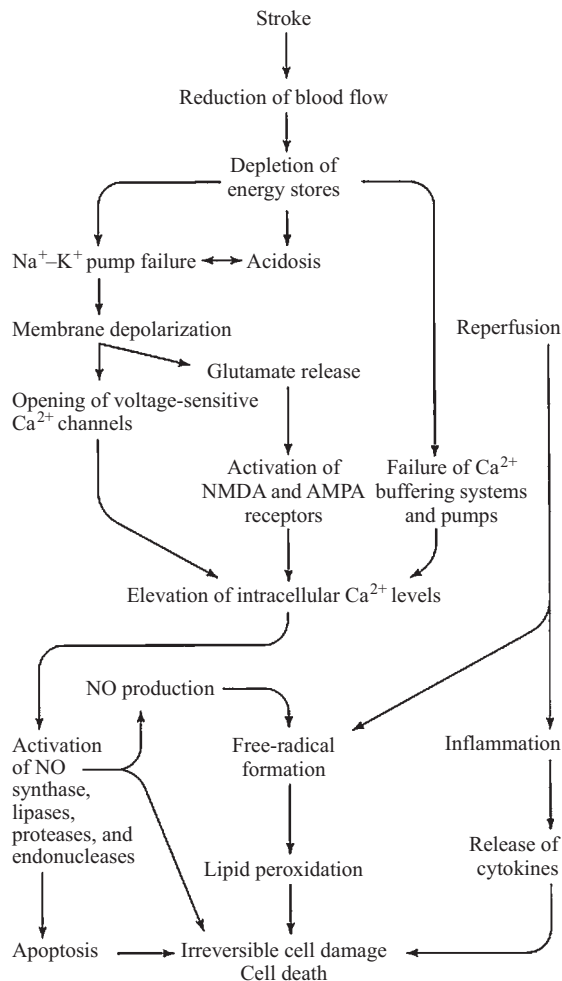 Stroke
Reduction of blood flow
Depletion of
energy stores
Na⁺–K⁺ pump failure
Acidosis
Membrane depolarization
Reperfusion
Glutamate release
Opening of voltage-sensitive
Ca²⁺ channels
Activation of
NMDA and AMPA
receptors
Failure of Ca²⁺
buffering systems
and pumps
Elevation of intracellular Ca²⁺ levels
NO production
Activation
of NO
synthase,
lipases,
proteases, and
endonucleases
Free-radical
formation
Inflammation
Lipid peroxidation
Release of
cytokines
Apoptosis
Irreversible cell damage
Cell death